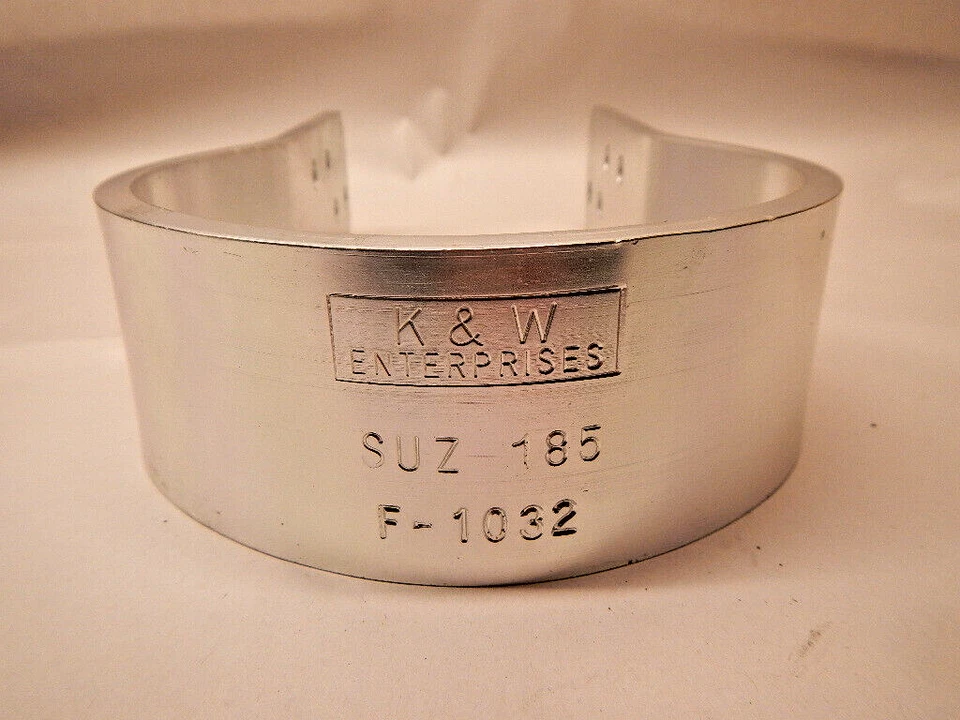 K & W
ENTERPRISES
SUZ 185
F-1032